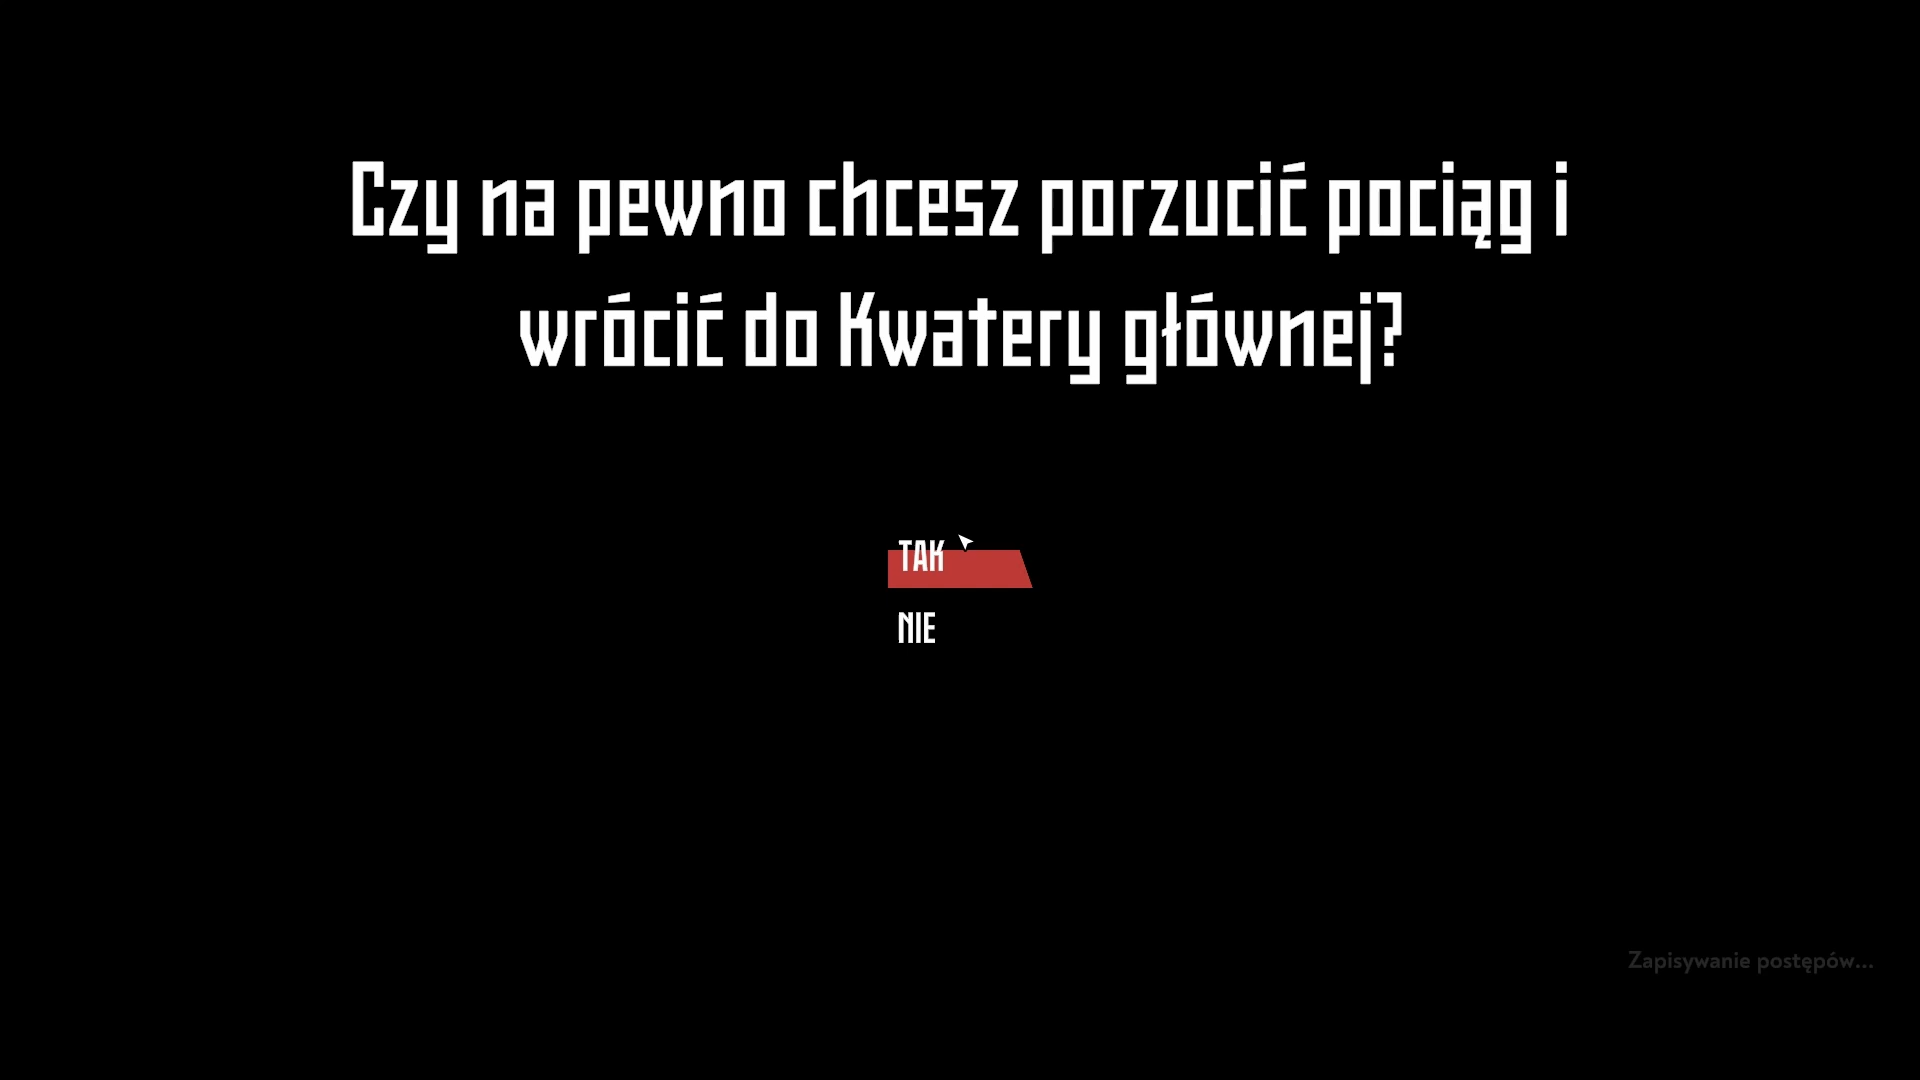 Czy na pewno chcesz porzucić pociąg i
wrócić do Kwatery głównej?
TAK
NIE
Zapisywanie postępów...